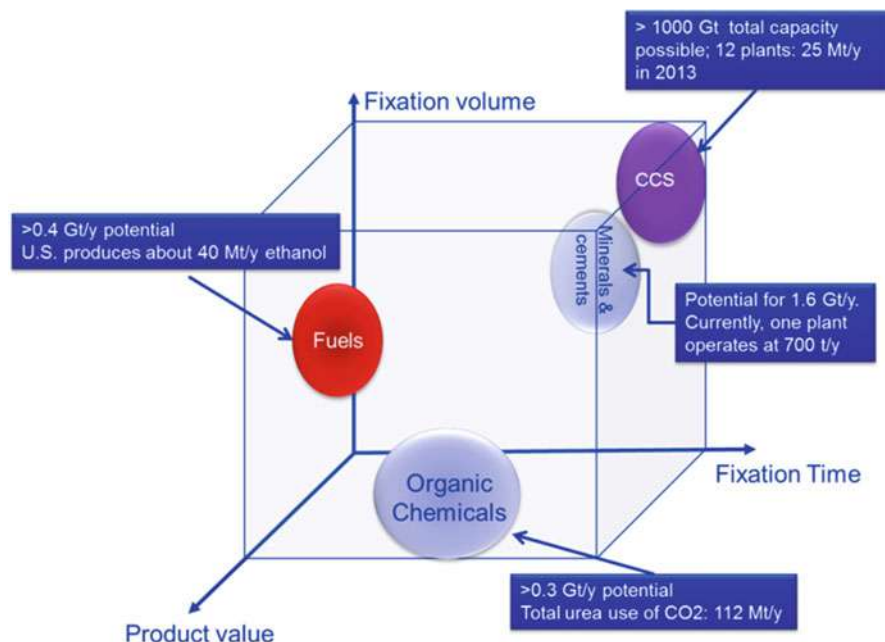 > 1000 Gt total capacity
possible; 12 plants: 25 Mt/y
in 2013
Fixation volume
CCS
>0.4 Gt/y potential
U.S. produces about 40 Mt/y ethanol
Minerals &
cements
Potential for 1.6 Gt/y.
Currently, one plant
operates at 700 t/y
Fuels
Fixation Time
Organic
Chemicals
>0.3 Gt/y potential
Total urea use of CO2: 112 Mt/y
Product value